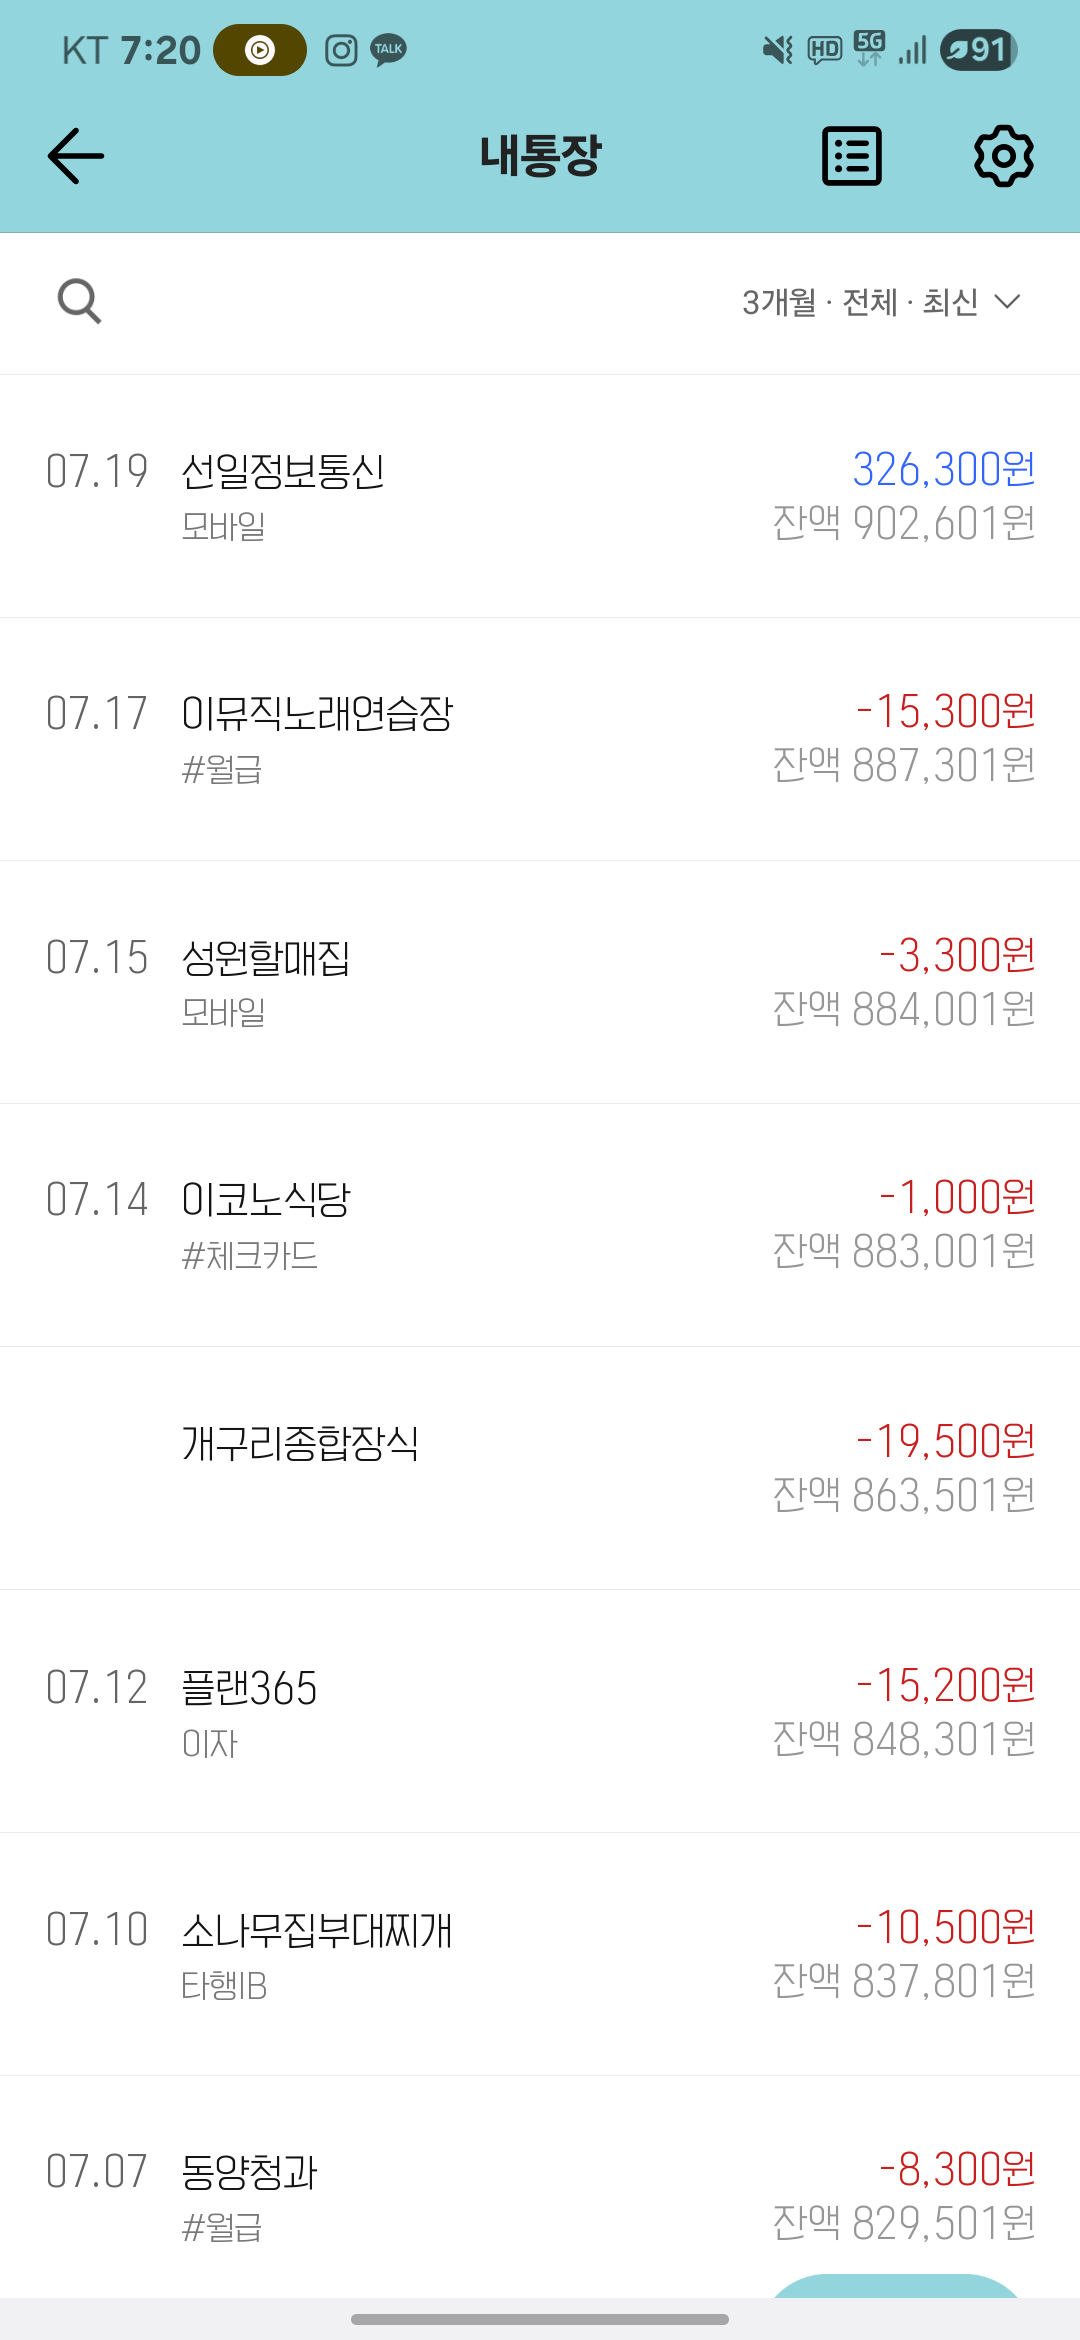 KT 7:20 TALK HD 5G 91
내통장
3개월 · 전체 · 최신
07.19 선일정보통신 326,300원
모바일 잔액 902,601원
07.17 이뮤직노래연습장 -15,300원
#월급 잔액 887,301원
07.15 성원할매집 -3,300원
모바일 잔액 884,001원
07.14 이코노식당 -1,000원
#체크카드 잔액 883,001원
개구리종합장식 -19,500원
잔액 863,501원
07.12 플랜365 -15,200원
이자 잔액 848,301원
07.10 소나무집부대찌개 -10,500원
타행IB 잔액 837,801원
07.07 동양청과 -8,300원
#월급 잔액 829,501원